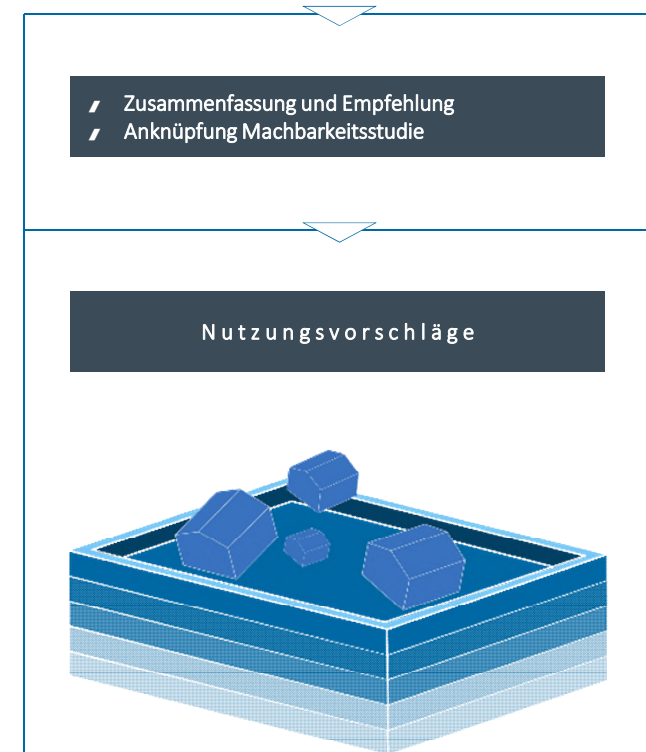 Zusammenfassung und Empfehlung
Anknüpfung Machbarkeitsstudie
Nutzungsvorschläge